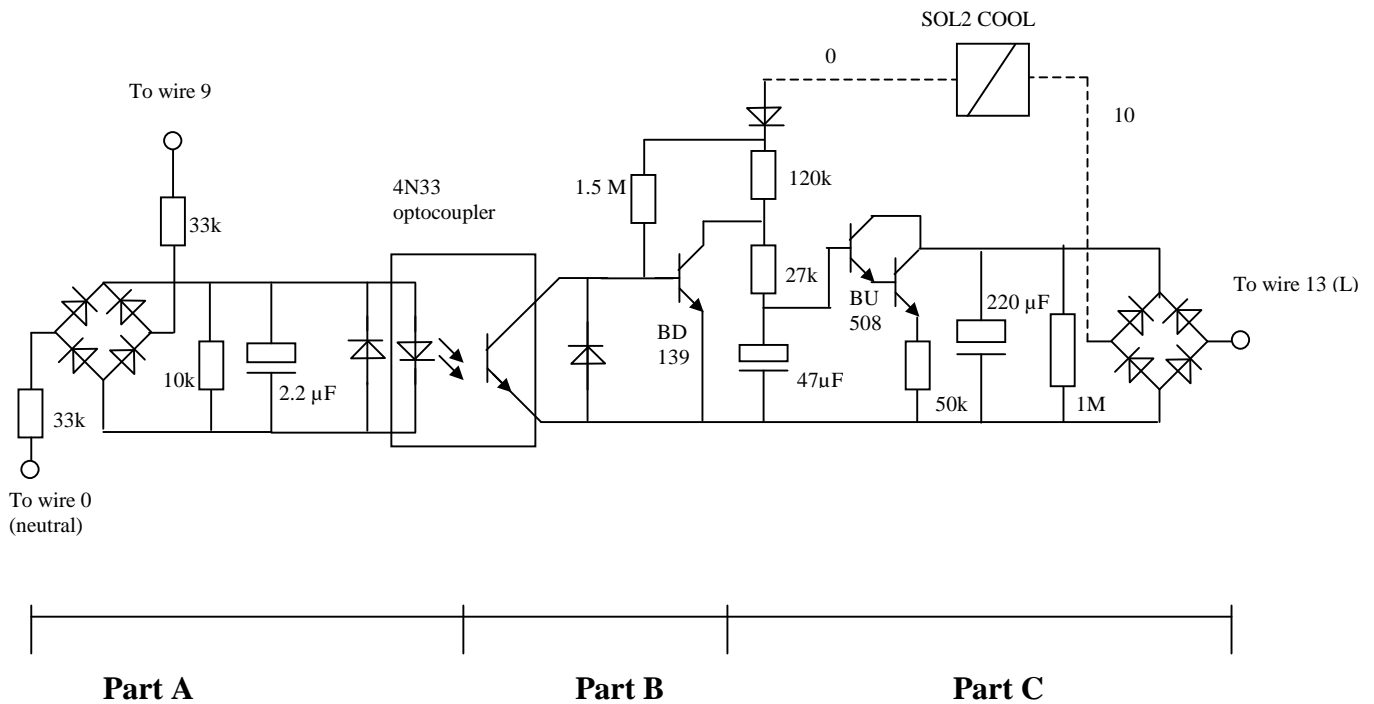 SOL2 COOL
0
To wire 9
10
4N33
optocoupler
1.5 M
120k
33k
27k
BU
508
220 µF
To wire 13 (L)
BD
139
10k
2.2 µF
47µF
50k
1M
33k
To wire 0
(neutral)
Part A
Part B
Part C